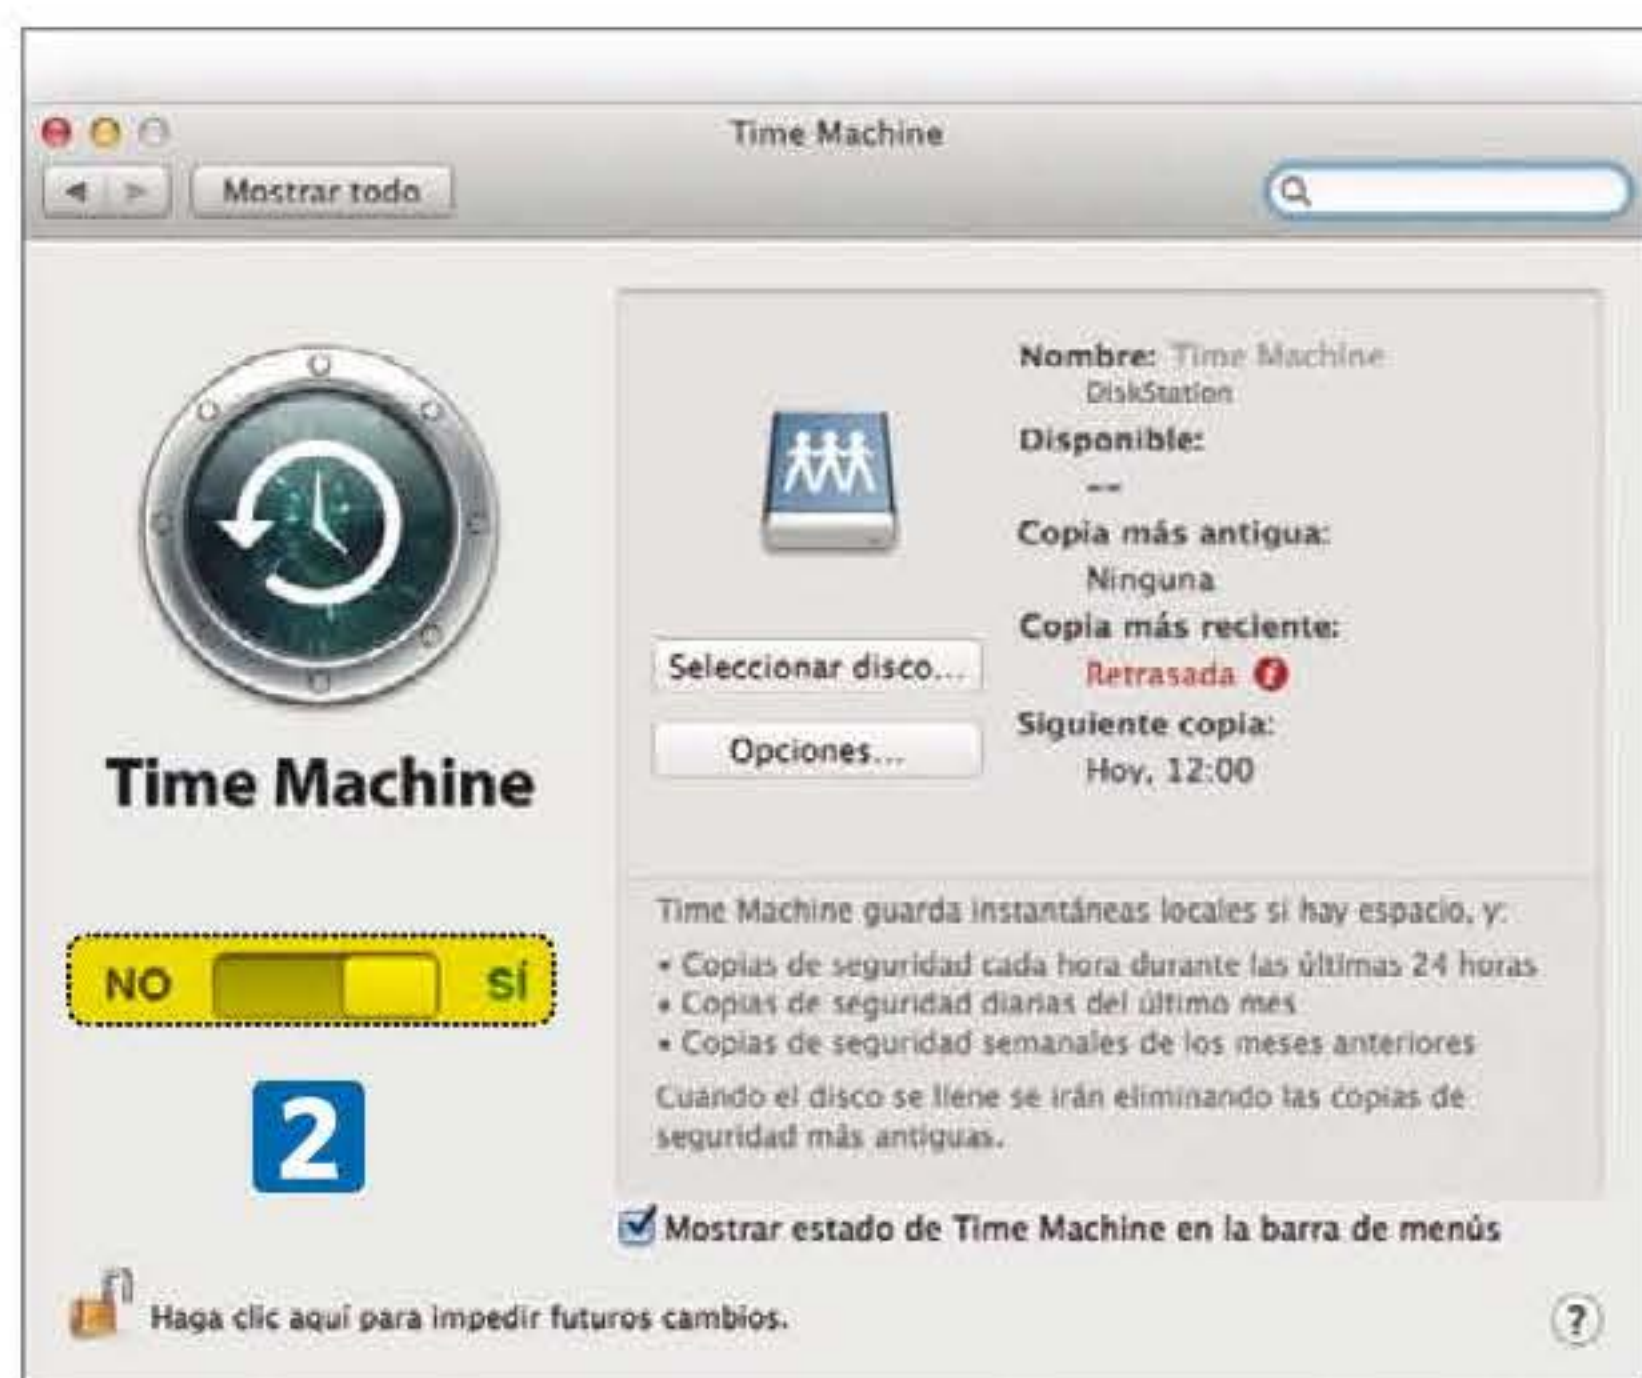 Time Machine
Mostrar todo
Nombre: Time Machine
DiskStation
Disponible:
--
Copia más antigua:
Ninguna
Copia más reciente:
Retrasada
Siguiente copia:
Hoy, 12:00
Seleccionar disco...
Opciones...
Time Machine
NO SÍ
2
Time Machine guarda instantáneas locales si hay espacio, y:
• Copias de seguridad cada hora durante las últimas 24 horas
• Copias de seguridad diarias del último mes
• Copias de seguridad semanales de los meses anteriores
Cuando el disco se llene se irán eliminando las copias de
seguridad más antiguas.
Mostrar estado de Time Machine en la barra de menús
Haga clic aquí para impedir futuros cambios.
?